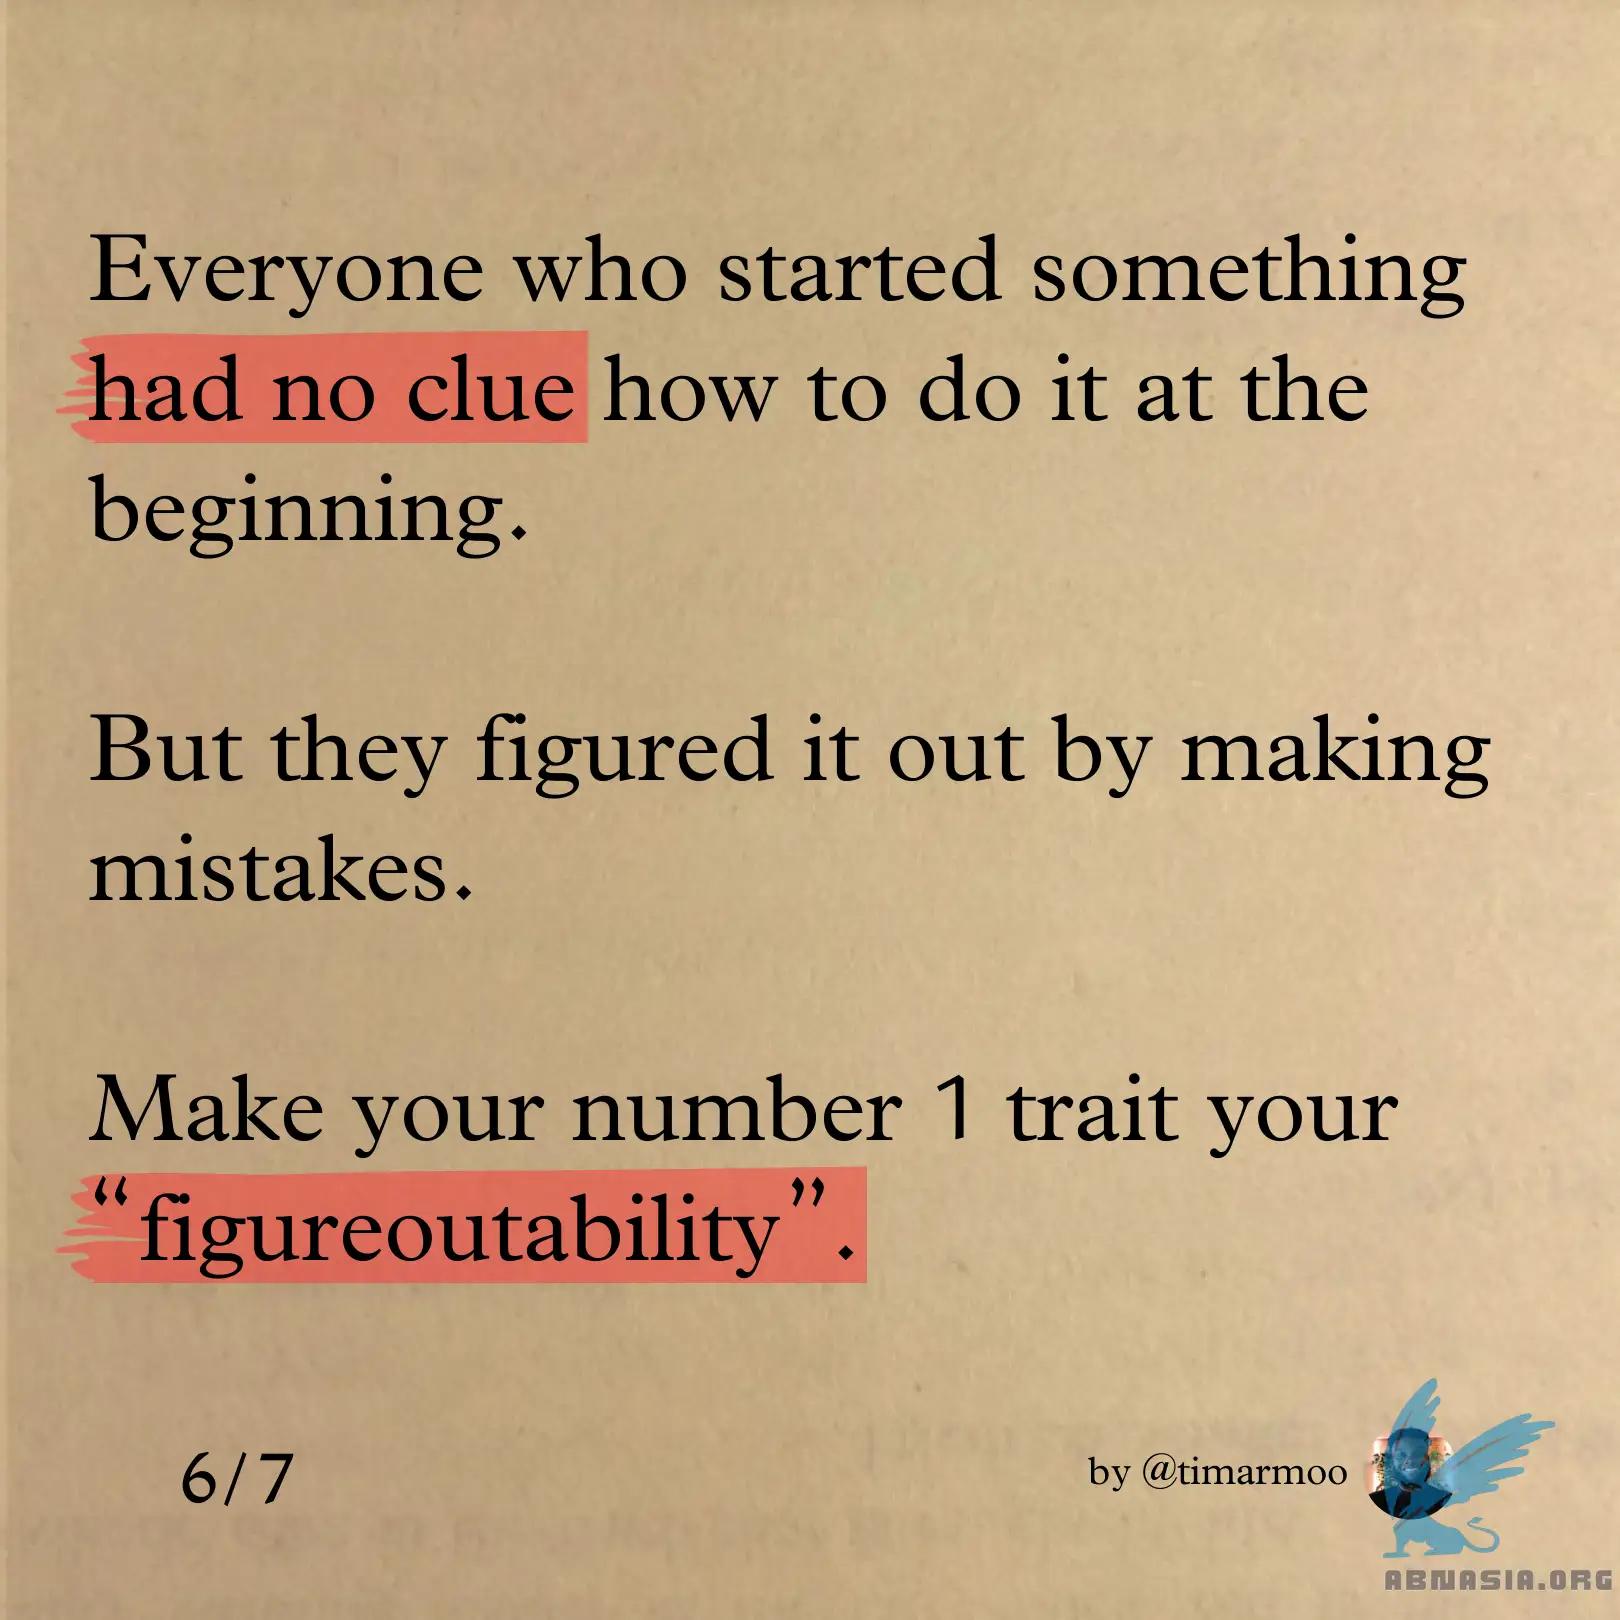 Everyone who started something
had no clue how to do it at the
beginning.
But they figured it out by making
mistakes.
Make your number 1 trait your
“figureoutability”.
6/7
by @timarmoo
ABNASIA.ORG